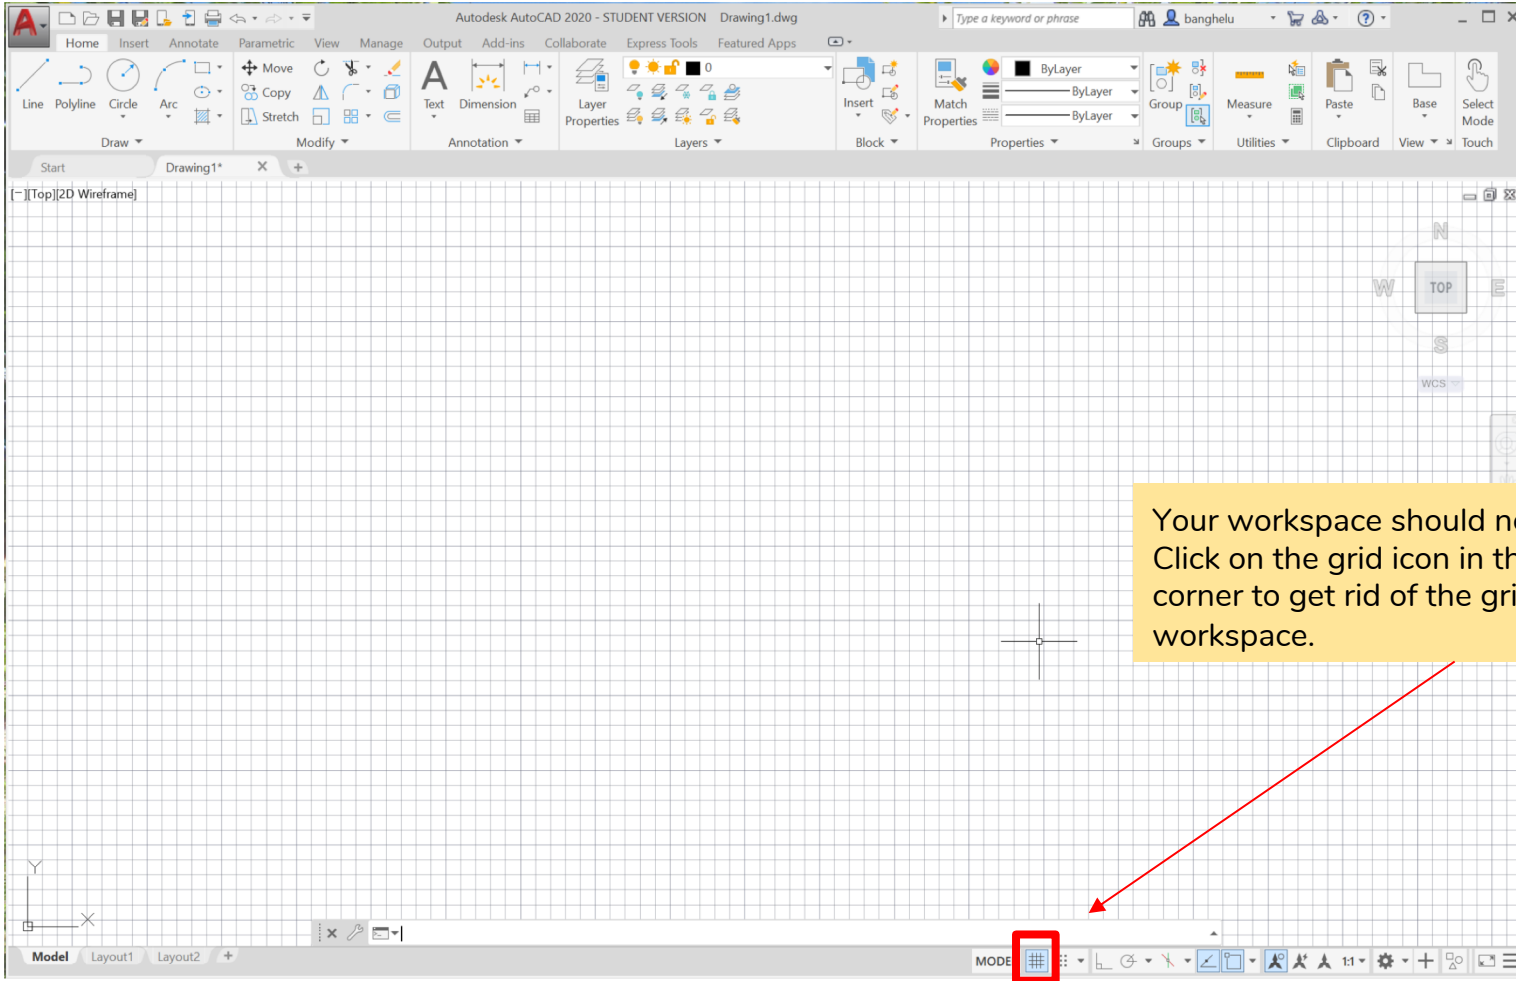 Autodesk AutoCAD 2020 - STUDENT VERSION Drawing1.dwg
Type a keyword or phrase
banghelu
Home Insert Annotate Parametric View Manage Output Add-ins Collaborate Express Tools Featured Apps
Move
0
ByLayer
Copy
ByLayer
Line Polyline Circle Arc
Text Dimension
Layer
Properties
Insert
Match
Properties
Group
Measure
Paste
Base
Select
Mode
Stretch
ByLayer
Draw Modify Annotation Layers Block Properties Groups Utilities Clipboard View Touch
Start Drawing1* +
[−][Top][2D Wireframe]
N
W TOP E
S
WCS
Your workspace should
Click on the grid icon in
corner to get rid of the
workspace.
Y
X
Model Layout1 Layout2 +
1:1